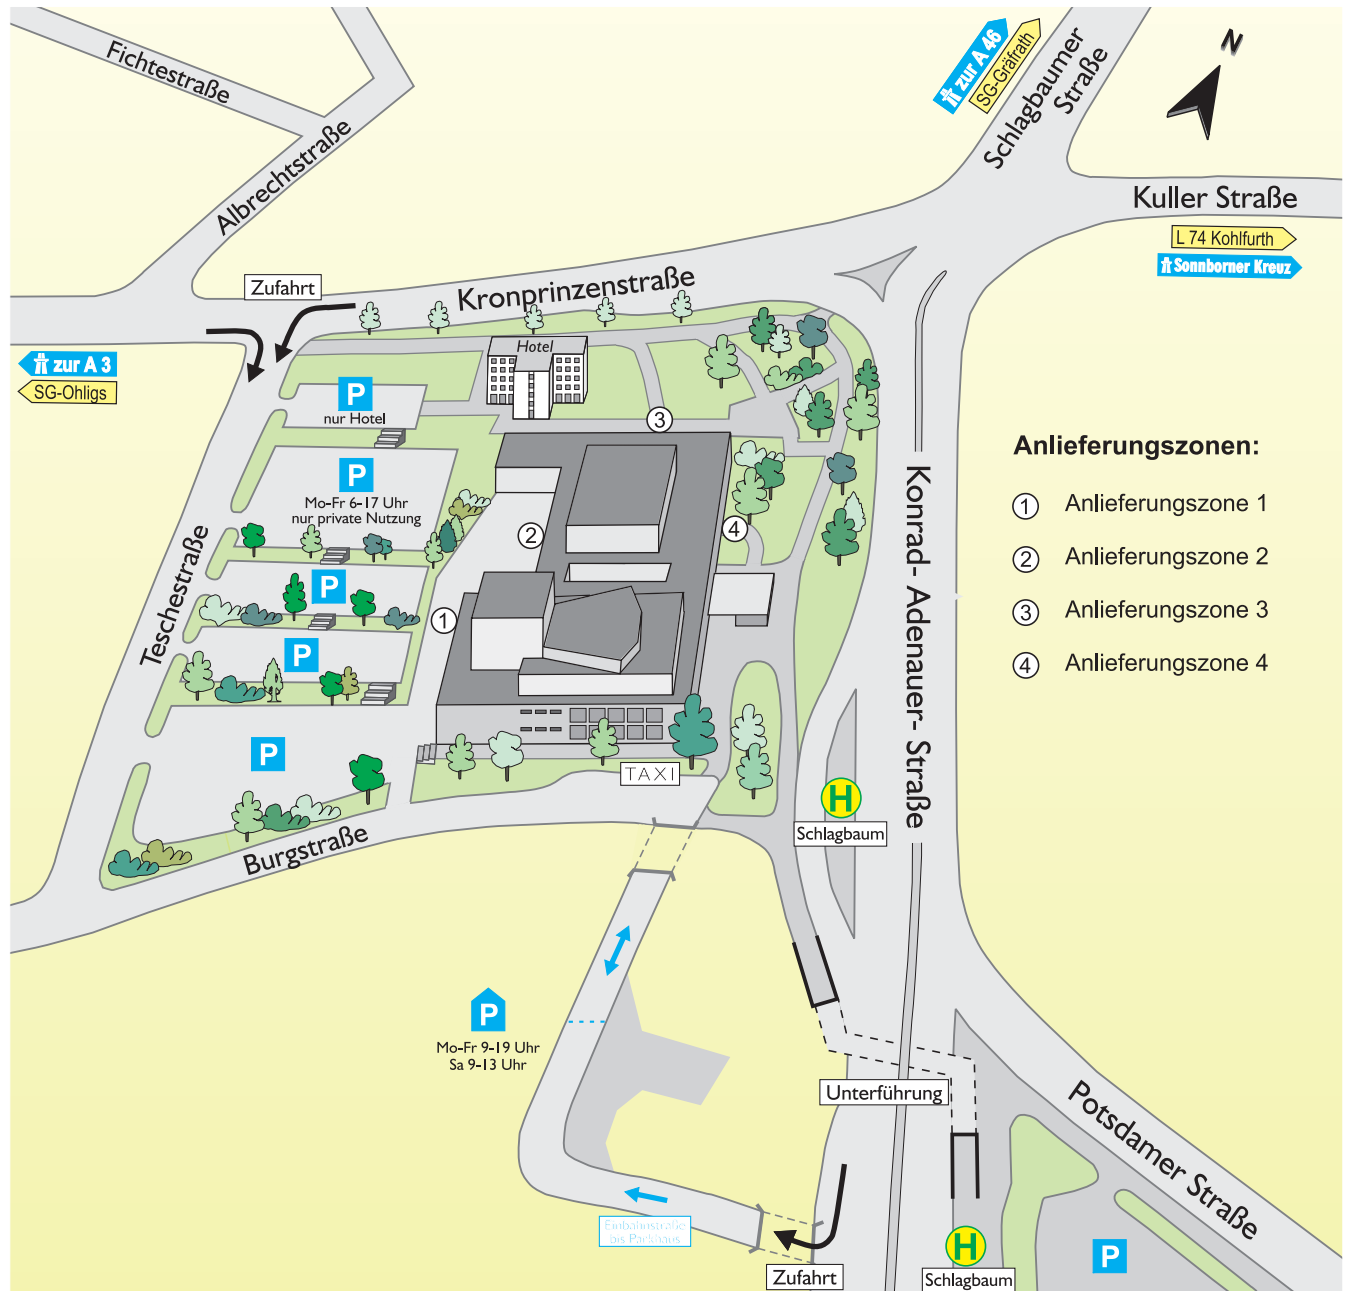 Fichtestraße
Albrechtstraße
zur A 46
SG-Gräfrath
Schlagbaumer
Straße
N
Kuller Straße
L 74 Kohlfurth
Sonnborner Kreuz
Zufahrt
Kronprinzenstraße
zur A 3
SG-Ohligs
Hotel
P
nur Hotel
3
P
Mo-Fr 6-17 Uhr
nur private Nutzung
2
4
P
1
P
P
Teschestraße
Burgstraße
TAXI
Konrad- Adenauer- Straße
Anlieferungszonen:
1 Anlieferungszone 1
2 Anlieferungszone 2
3 Anlieferungszone 3
4 Anlieferungszone 4
H
Schlagbaum
P
Mo-Fr 9-19 Uhr
Sa 9-13 Uhr
Unterführung
Potsdamer Straße
Einbahnstraße
bis Parkhaus
Zufahrt
H
Schlagbaum
P